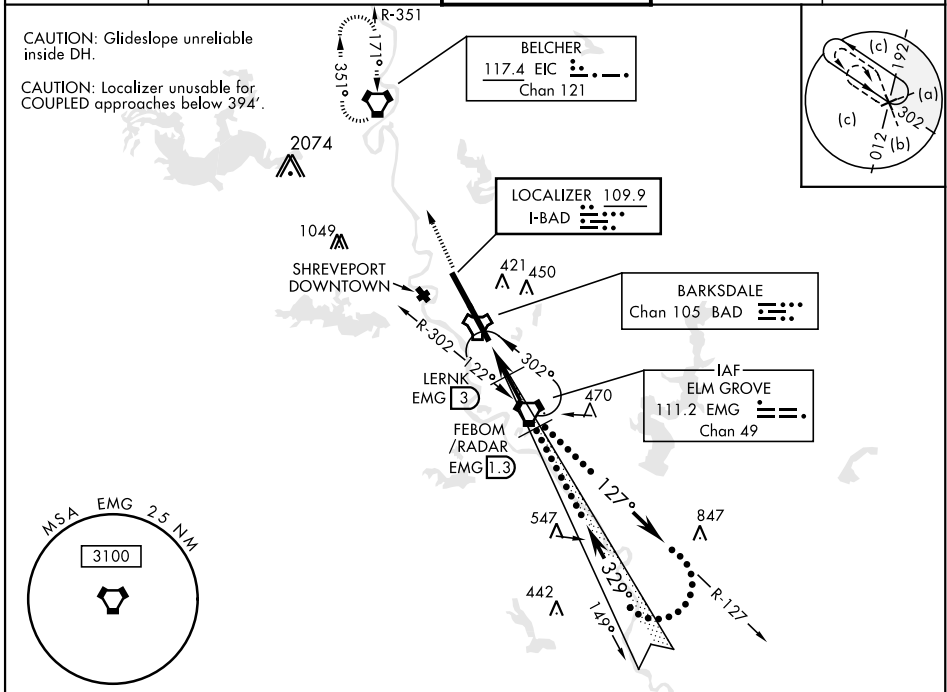 CAUTION: Glideslope unreliable
inside DH.
CAUTION: Localizer unusable for
COUPLED approaches below 394'.
R-351
171°
351°
BELCHER
117.4 EIC
Chan 121
(c)
192
(a)
302
(c)
(b)
012
2074
LOCALIZER 109.9
I-BAD
1049
SHREVEPORT
DOWNTOWN
421
450
BARKSDALE
Chan 105 BAD
R-302
122°
302°
LERNK
EMG 3
470
IAF
ELM GROVE
111.2 EMG
Chan 49
FEBOM
/RADAR
EMG 1.3
127°
MSA EMG 25 NM
3100
547
847
329°
442
149°
R-127